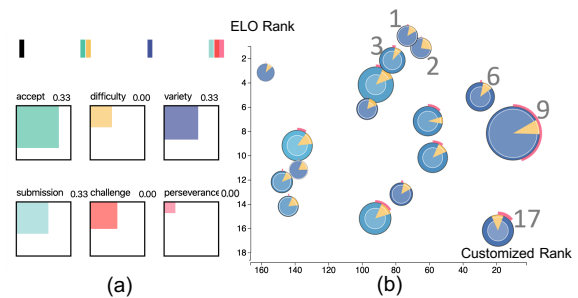 accept 0.33
difficulty 0.00
variety 0.33
submission 0.33
challenge 0.00
perseverance 0.00
(a)
ELO Rank
2
4
6
8
10
12
14
16
18
160 140 120 100 80 60 40 20
Customized Rank
1
2
3
6
9
17
(b)